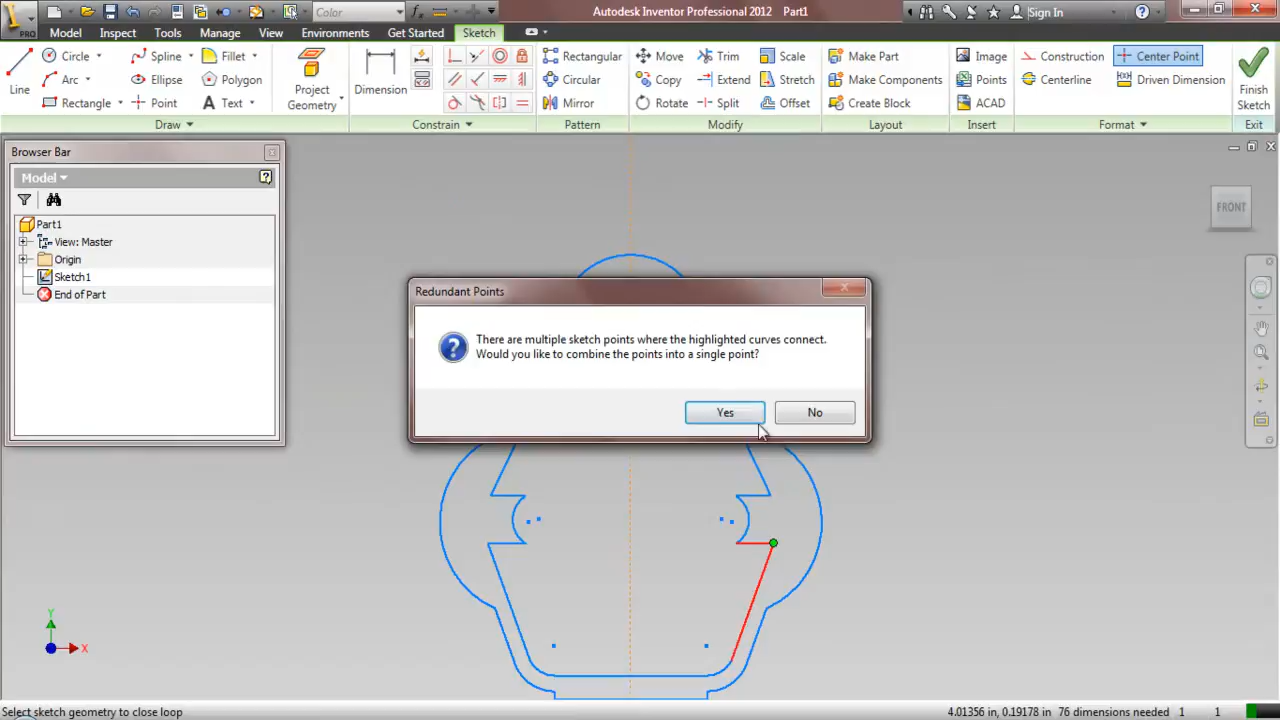 Color
Autodesk Inventor Professional 2012 Part1
Sign In
PRO
Model Inspect Tools Manage View Environments Get Started Sketch
Circle Spline Fillet Rectangular Move Trim Scale Make Part Image Construction Center Point
Arc Ellipse Polygon Circular Copy Extend Stretch Make Components Points Centerline Driven Dimension
Line Project Geometry Dimension Finish Sketch
Rectangle Point Text Mirror Rotate Split Offset Create Block ACAD
Draw Constrain Pattern Modify Layout Insert Format Exit
Browser Bar
Model
Part1
View: Master
Origin
Sketch1
End of Part
FRONT
Redundant Points
There are multiple sketch points where the highlighted curves connect.
Would you like to combine the points into a single point?
Yes No
Y
X
Select sketch geometry to close loop 4.01356 in, 0.19178 in 76 dimensions needed 1 1